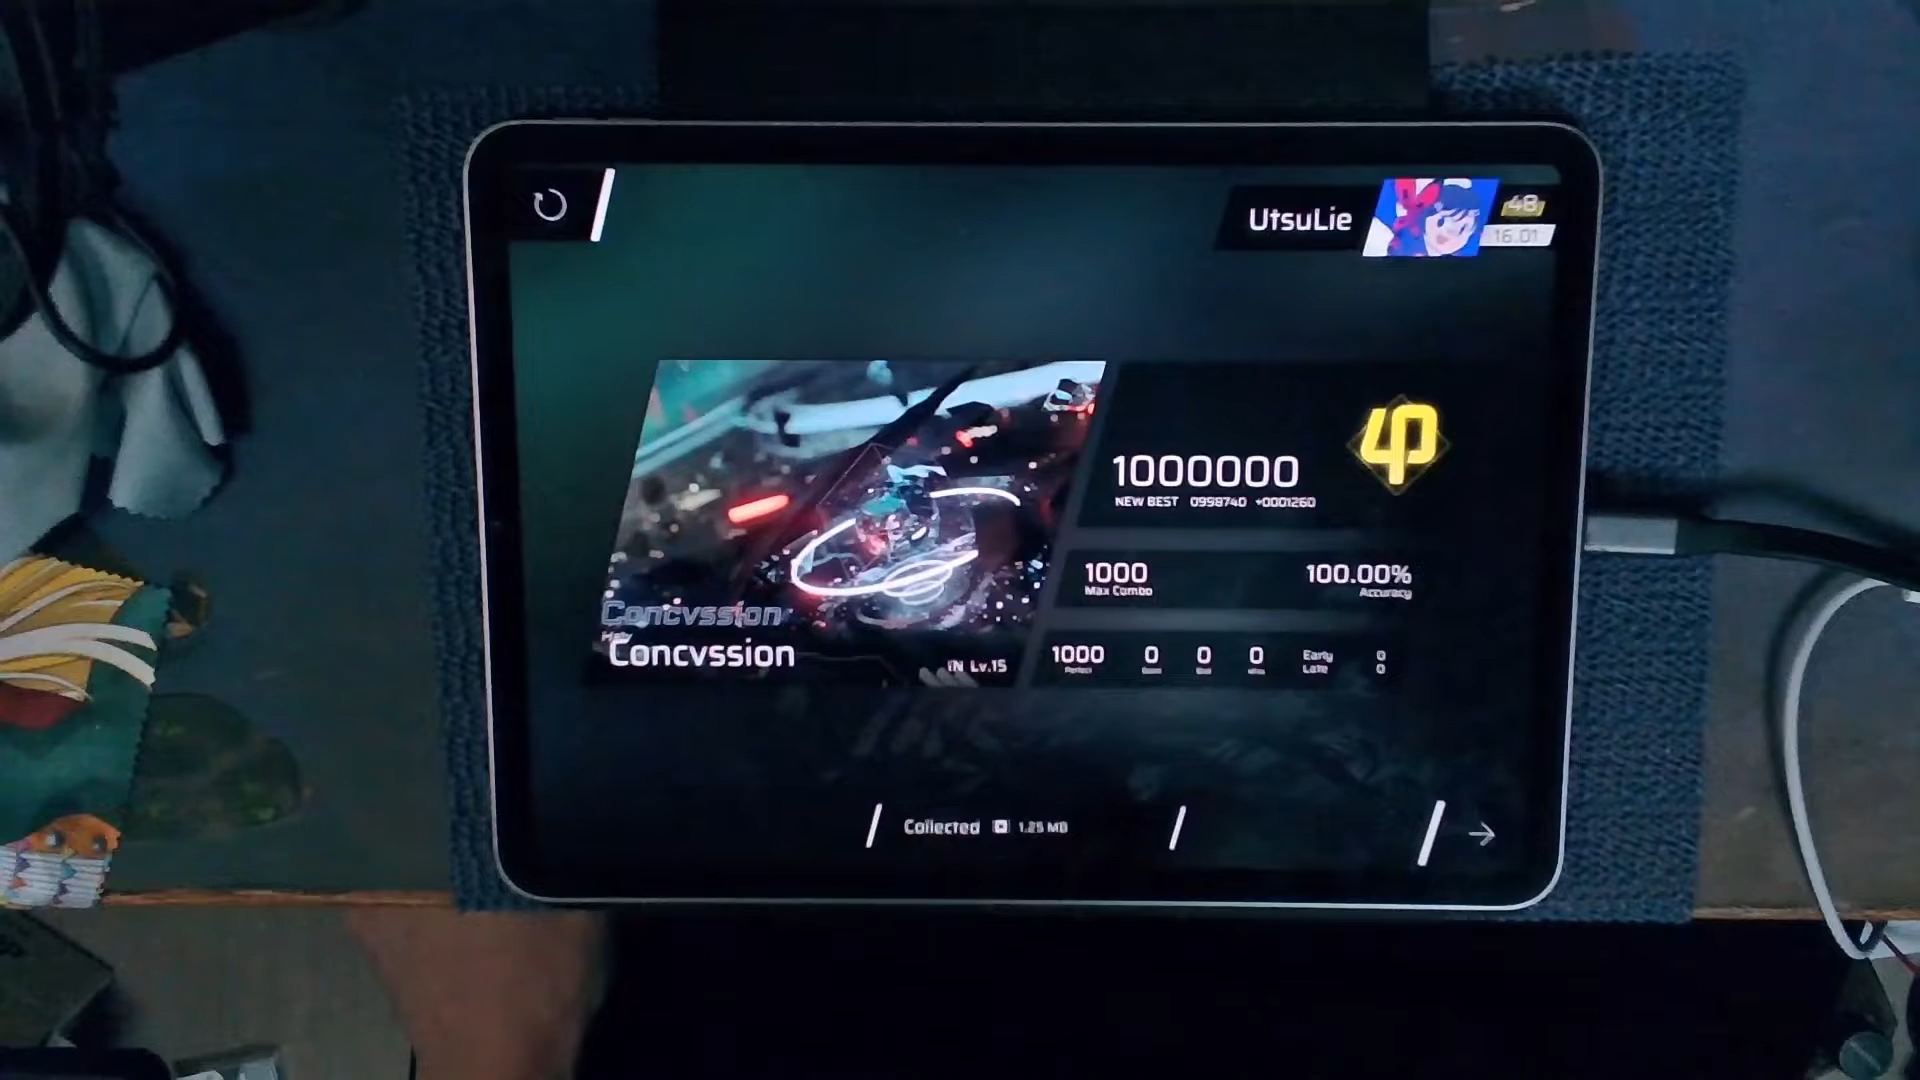 UtsuLie
48
16.01
1000000
NEW BEST 0998740 +0001260
1000
Max Combo
100.00%
Accuracy
Concvssion
Concvssion
IN Lv.15
1000 0 0 0
Perfect
Early 0
Late 0
Collected 1.25 MB